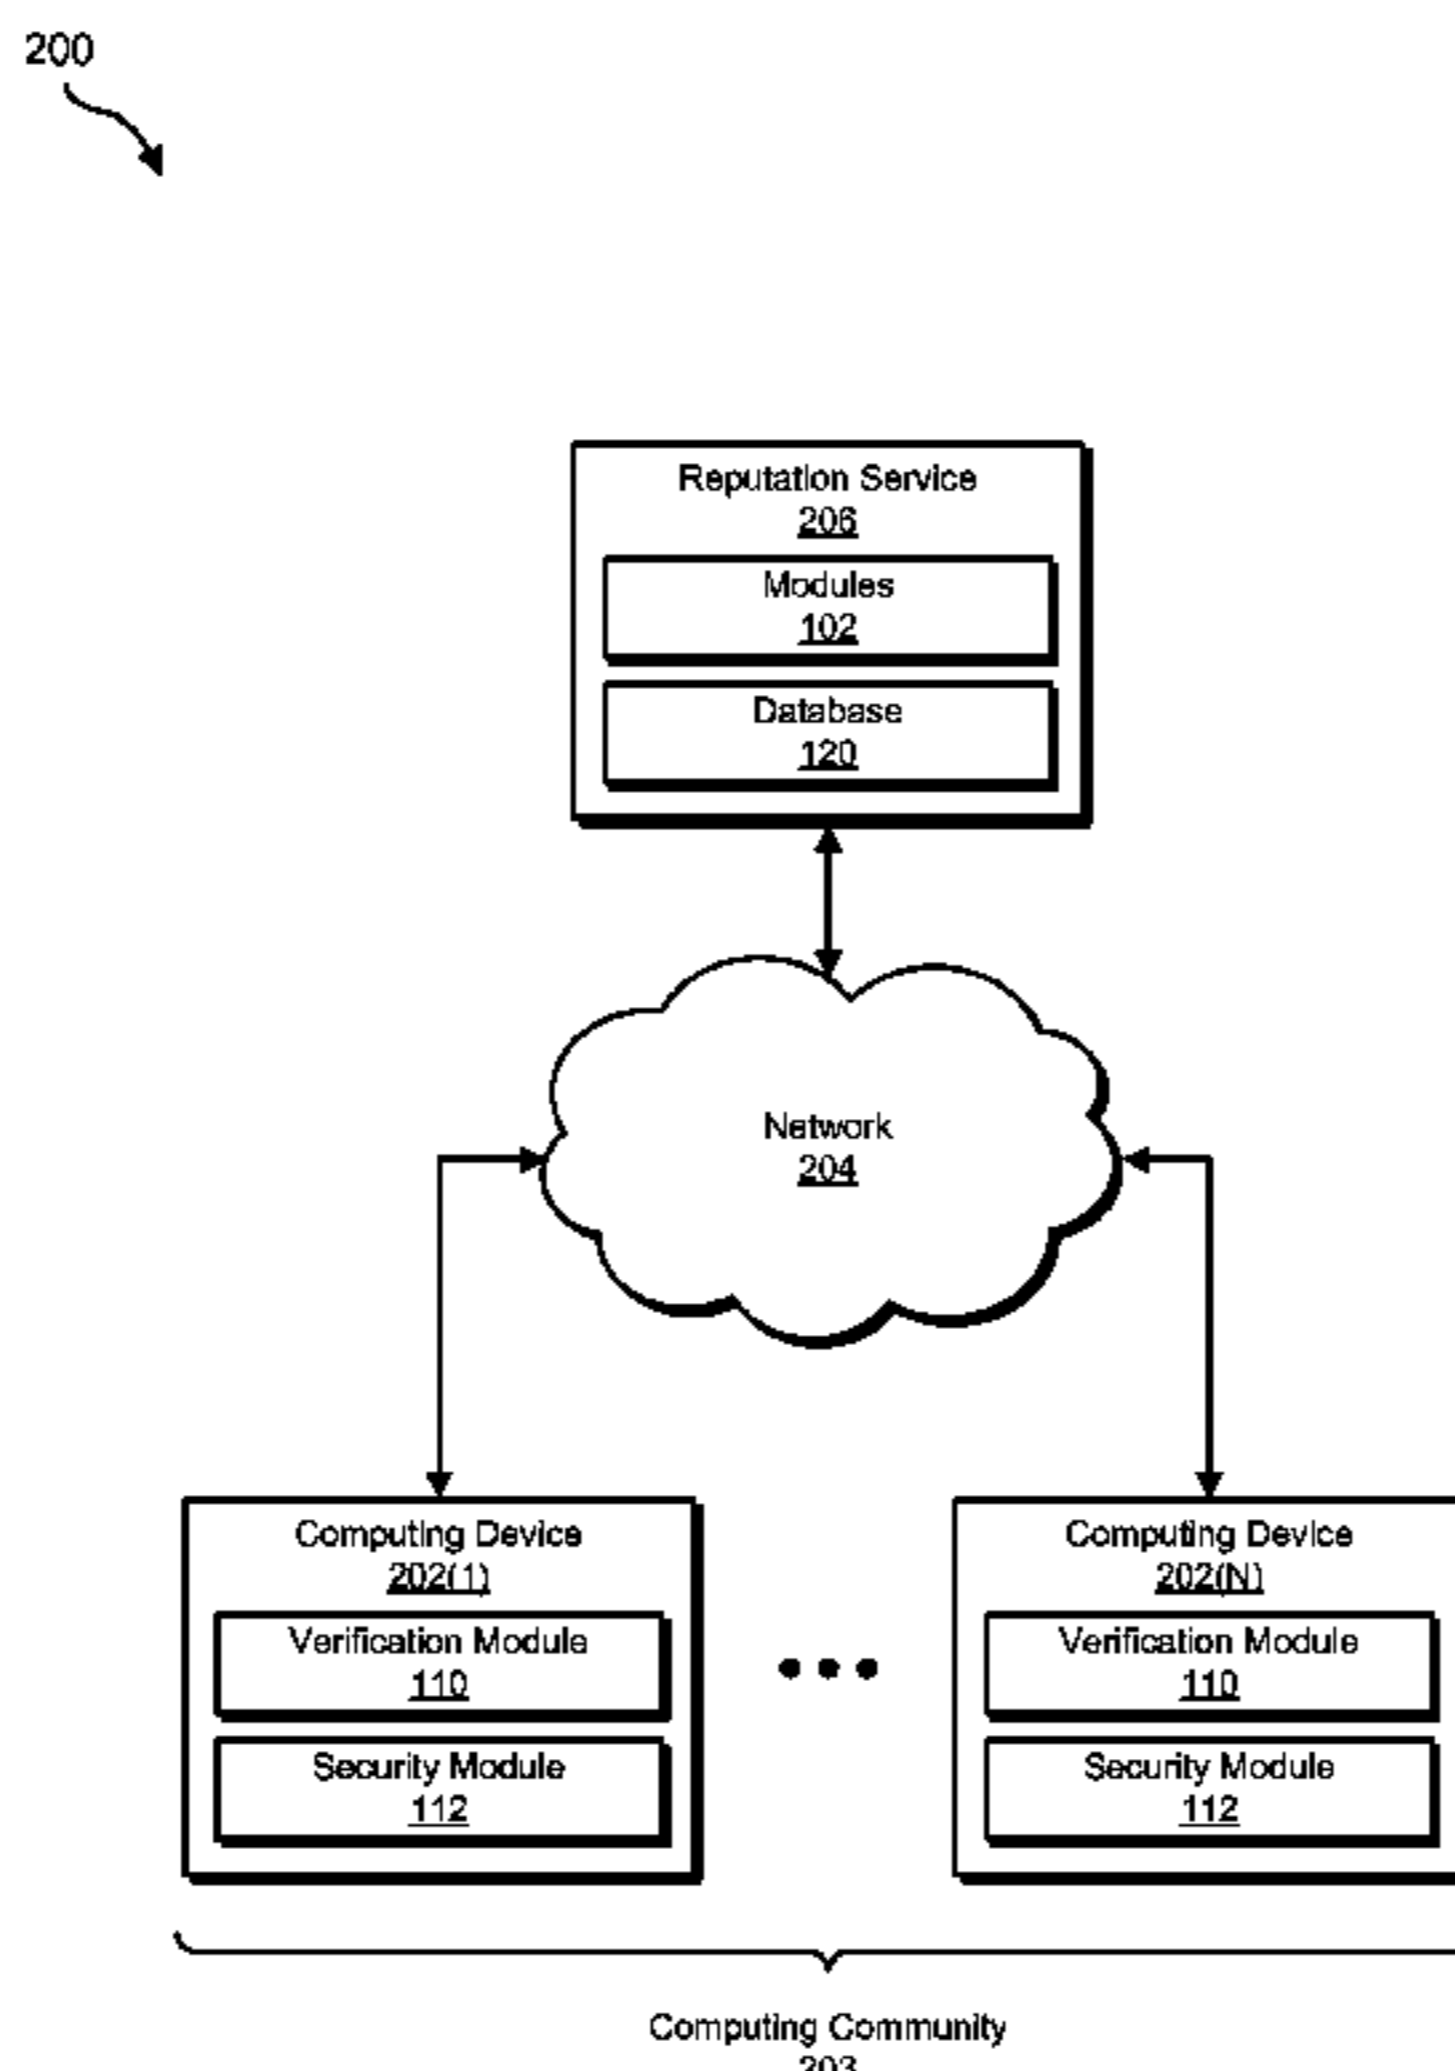 200
Reputation Service
206
Modules
102
Database
120
Network
204
Computing Device
202(1)
Verification Module
110
Security Module
112
Computing Device
202(N)
Verification Module
110
Security Module
112
Computing Community
203